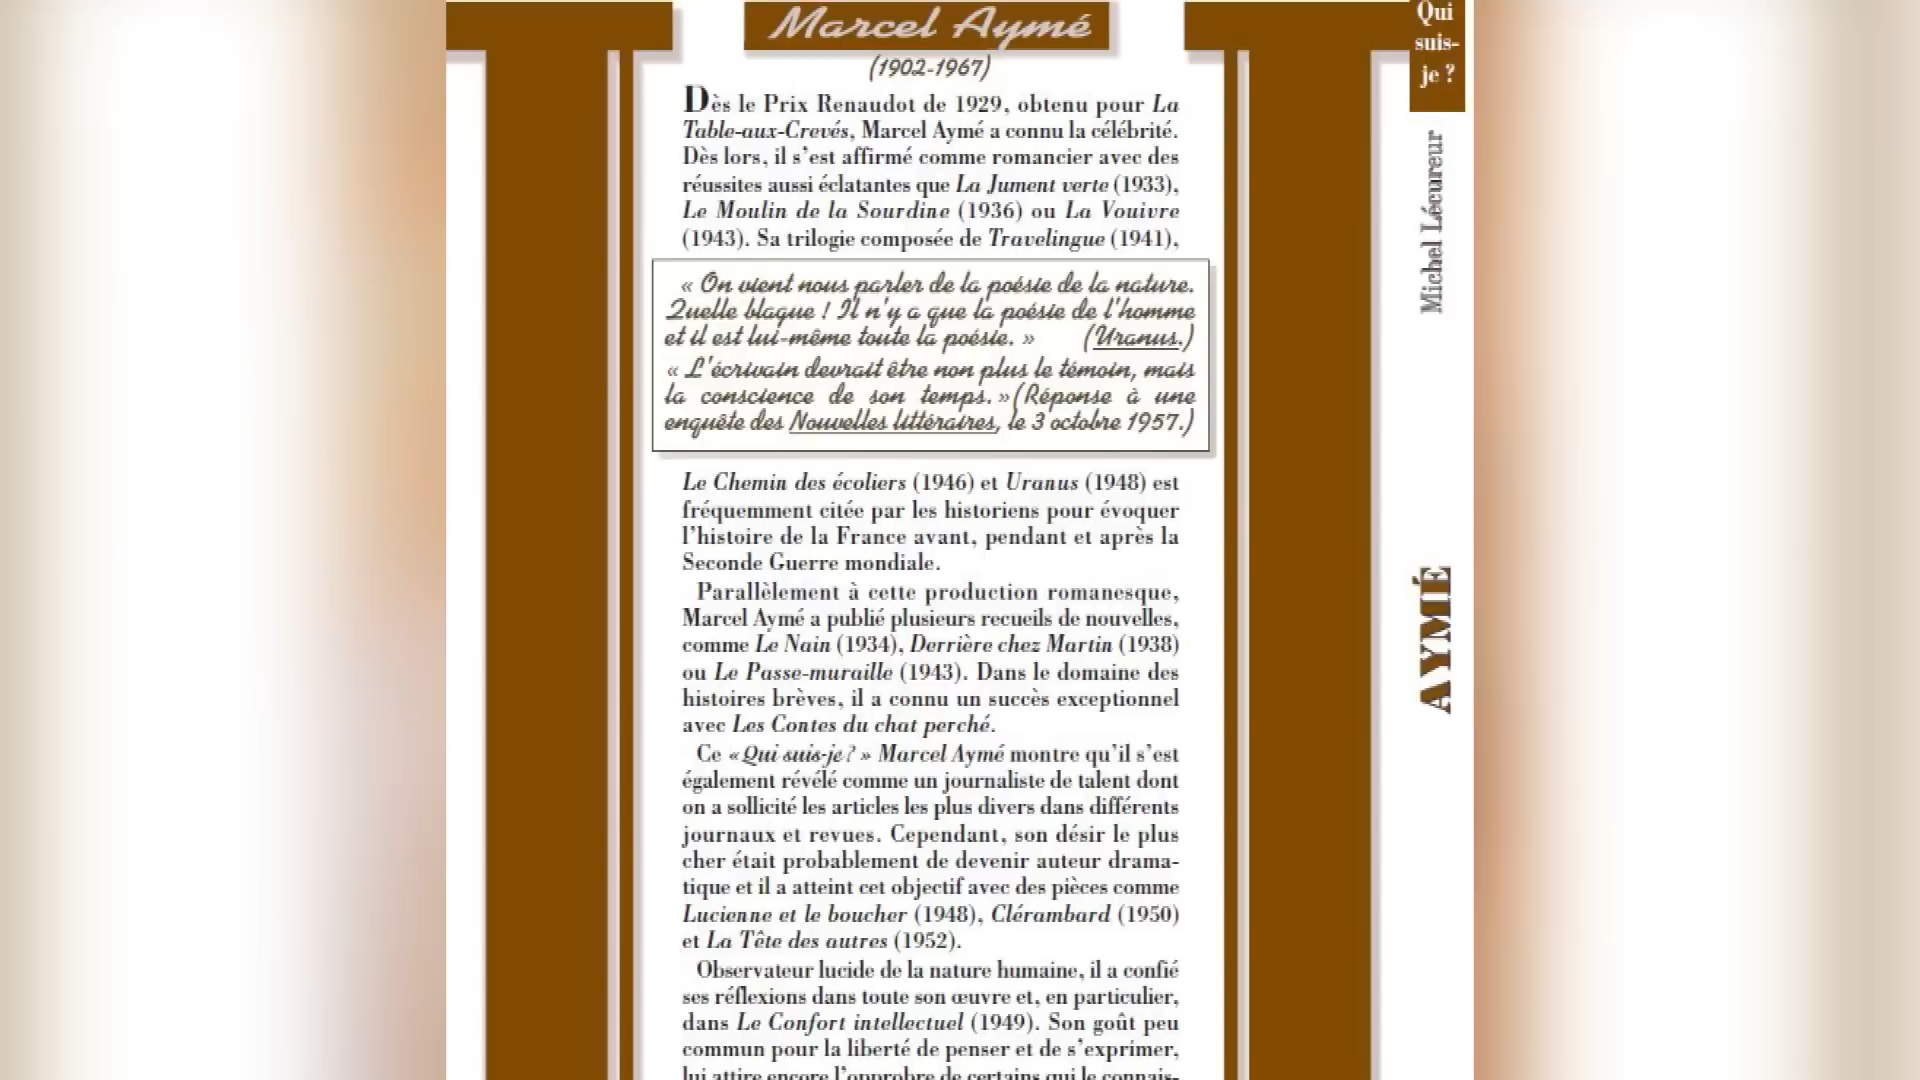 Marcel Aymé
(1902-1967)
Dès le Prix Renaudot de 1929, obtenu pour La
Table-aux-Crevés, Marcel Aymé a connu la célébrité.
Dès lors, il s'est affirmé comme romancier avec des
réussites aussi éclatantes que La Jument verte (1933),
Le Moulin de la Sourdine (1936) ou La Vouivre
(1943). Sa trilogie composée de Travelingue (1941),
« On vient nous parler de la poésie de la nature.
Quelle blague ! Il n'y a que la poésie de l'homme
et il est lui-même toute la poésie. » (Uranus.)
« L'écrivain devrait être non plus le témoin, mais
la conscience de son temps. » (Réponse à une
enquête des Nouvelles littéraires, le 3 octobre 1957.)
Le Chemin des écoliers (1946) et Uranus (1948) est
fréquemment citée par les historiens pour évoquer
l'histoire de la France avant, pendant et après la
Seconde Guerre mondiale.
Parallèlement à cette production romanesque,
Marcel Aymé a publié plusieurs recueils de nouvelles,
comme Le Nain (1934), Derrière chez Martin (1938)
ou Le Passe-muraille (1943). Dans le domaine des
histoires brèves, il a connu un succès exceptionnel
avec Les Contes du chat perché.
Ce « Qui suis-je ? » Marcel Aymé montre qu'il s'est
également révélé comme un journaliste de talent dont
on a sollicité les articles les plus divers dans différents
journaux et revues. Cependant, son désir le plus
cher était probablement de devenir auteur drama-
tique et il a atteint cet objectif avec des pièces comme
Lucienne et le boucher (1948), Clérambard (1950)
et La Tête des autres (1952).
Observateur lucide de la nature humaine, il a confié
ses réflexions dans toute son œuvre et, en particulier,
dans Le Confort intellectuel (1949). Son goût peu
commun pour la liberté de penser et de s'exprimer,
lui attire encore l'opprobre de certains qui le connais-
Qui
suis-
je ?
Michel Lécureur
AYMÉ